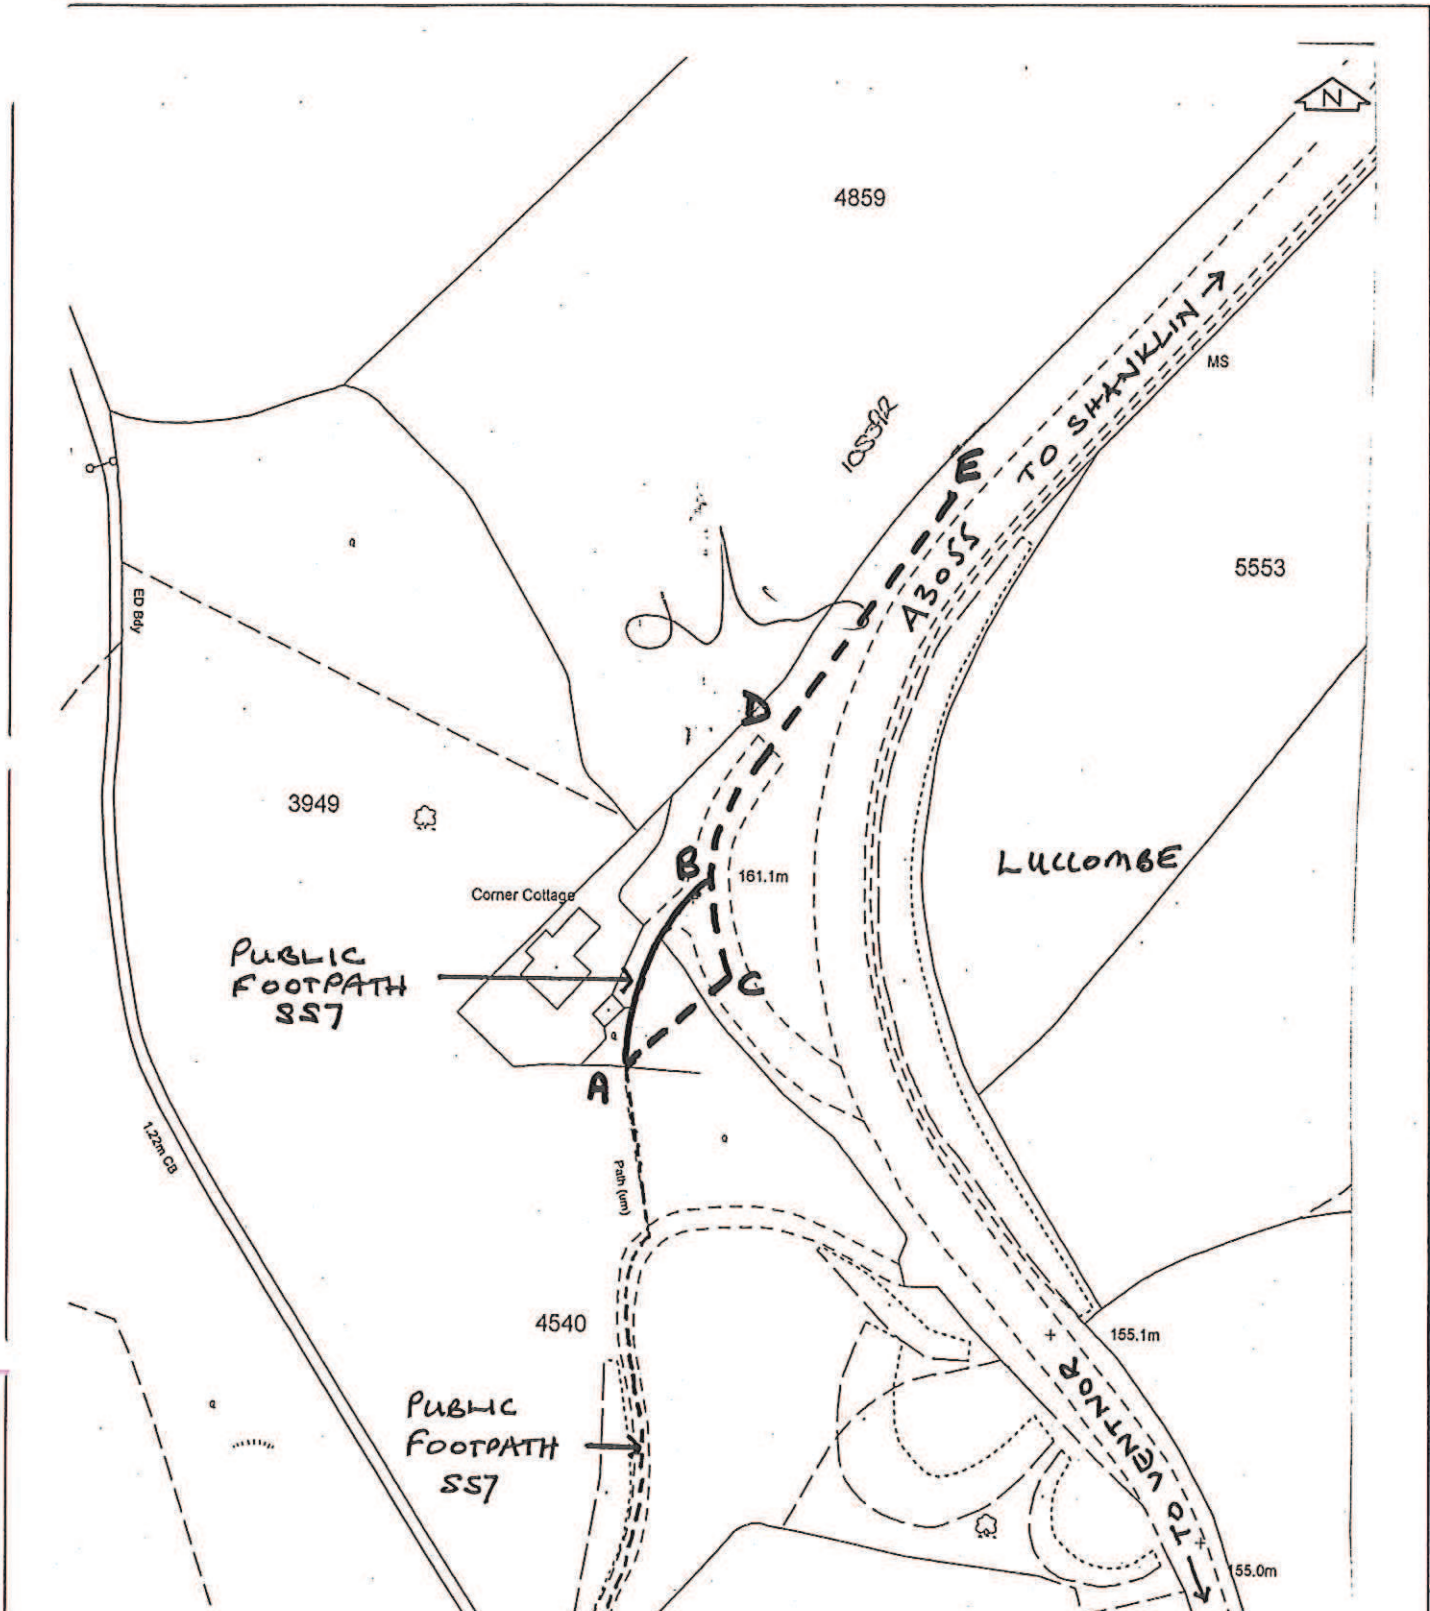 N
4859
TO SHANKLIN
MS
105392
E
A3055
5553
ED Bdy
D
3949
B
161.1m
LUCCOMBE
Corner Cottage
PUBLIC
FOOTPATH
SS7
C
A
1.22m CB
Path (um)
4540
155.1m
PUBLIC
FOOTPATH
SS7
TO VENTNOR
155.0m